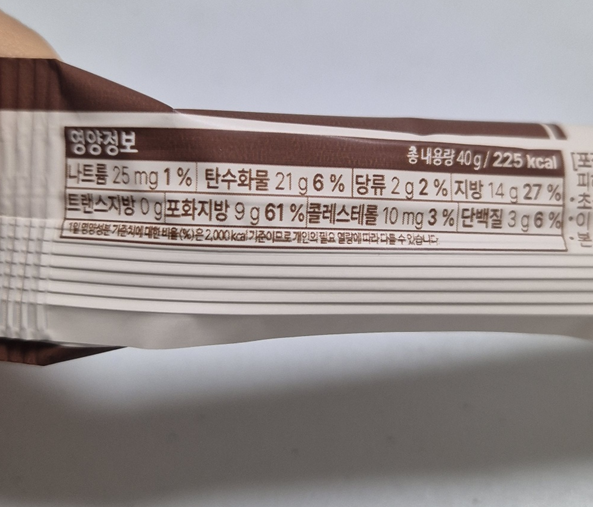 영양정보
총 내용량 40 g / 225 kcal
나트륨 25 mg 1 % 탄수화물 21 g 6 % 당류 2 g 2 % 지방 14 g 27 %
트랜스지방 0 g 포화지방 9 g 61 % 콜레스테롤 10 mg 3 % 단백질 3 g 6 %
1일 영양성분 기준치에 대한 비율(%)은 2,000 kcal 기준이므로 개인의 필요 열량에 따라 다를 수 있습니다